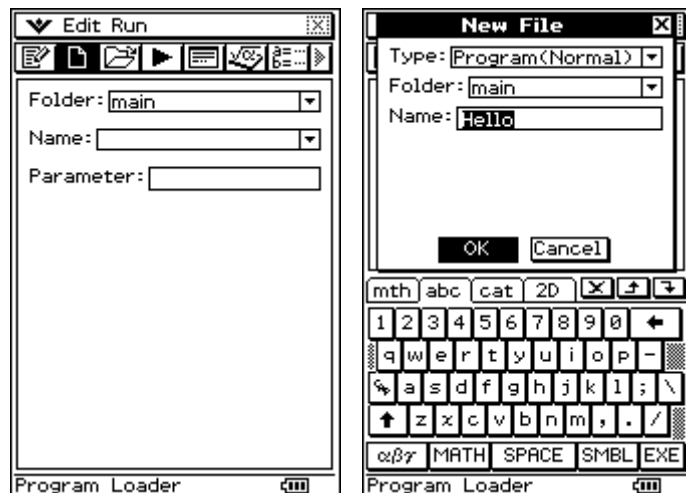 Edit Run
Folder: main
Name:
Parameter:
Program Loader
New File
Type: Program(Normal)
Folder: main
Name: Hello
OK Cancel
mth abc cat 2D
1 2 3 4 5 6 7 8 9 0
q w e r t y u i o p -
a s d f g h j k l ; \
z x c v b n m , . /
αβγ MATH SPACE SMBL EXE
Program Loader